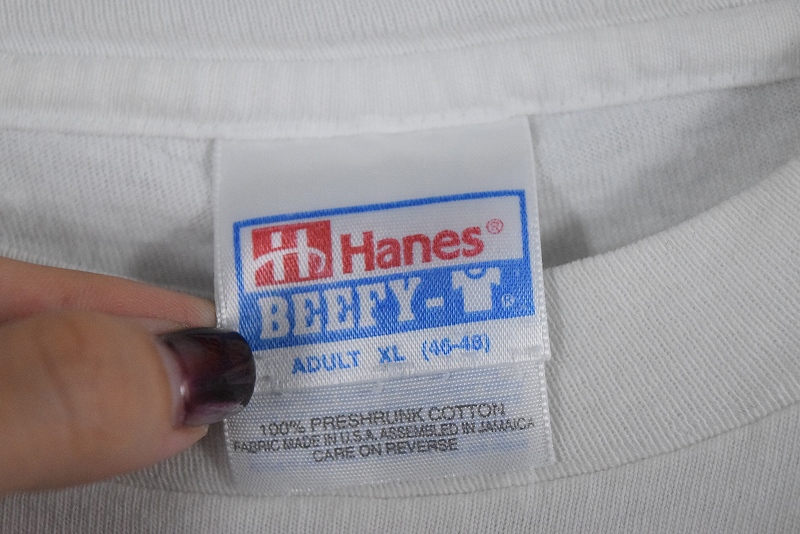 H Hanes®
BEEFY-T®
ADULT XL (46-48)
100% PRESHRUNK COTTON
FABRIC MADE IN U.S.A. ASSEMBLED IN JAMAICA
CARE ON REVERSE